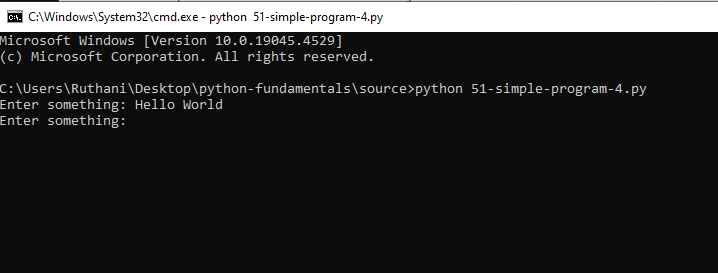 C:\Windows\System32\cmd.exe - python  51-simple-program-4.py
Microsoft Windows [Version 10.0.19045.4529]
(c) Microsoft Corporation. All rights reserved.
C:\Users\Ruthani\Desktop\python-fundamentals\source>python 51-simple-program-4.py
Enter something: Hello World
Enter something: